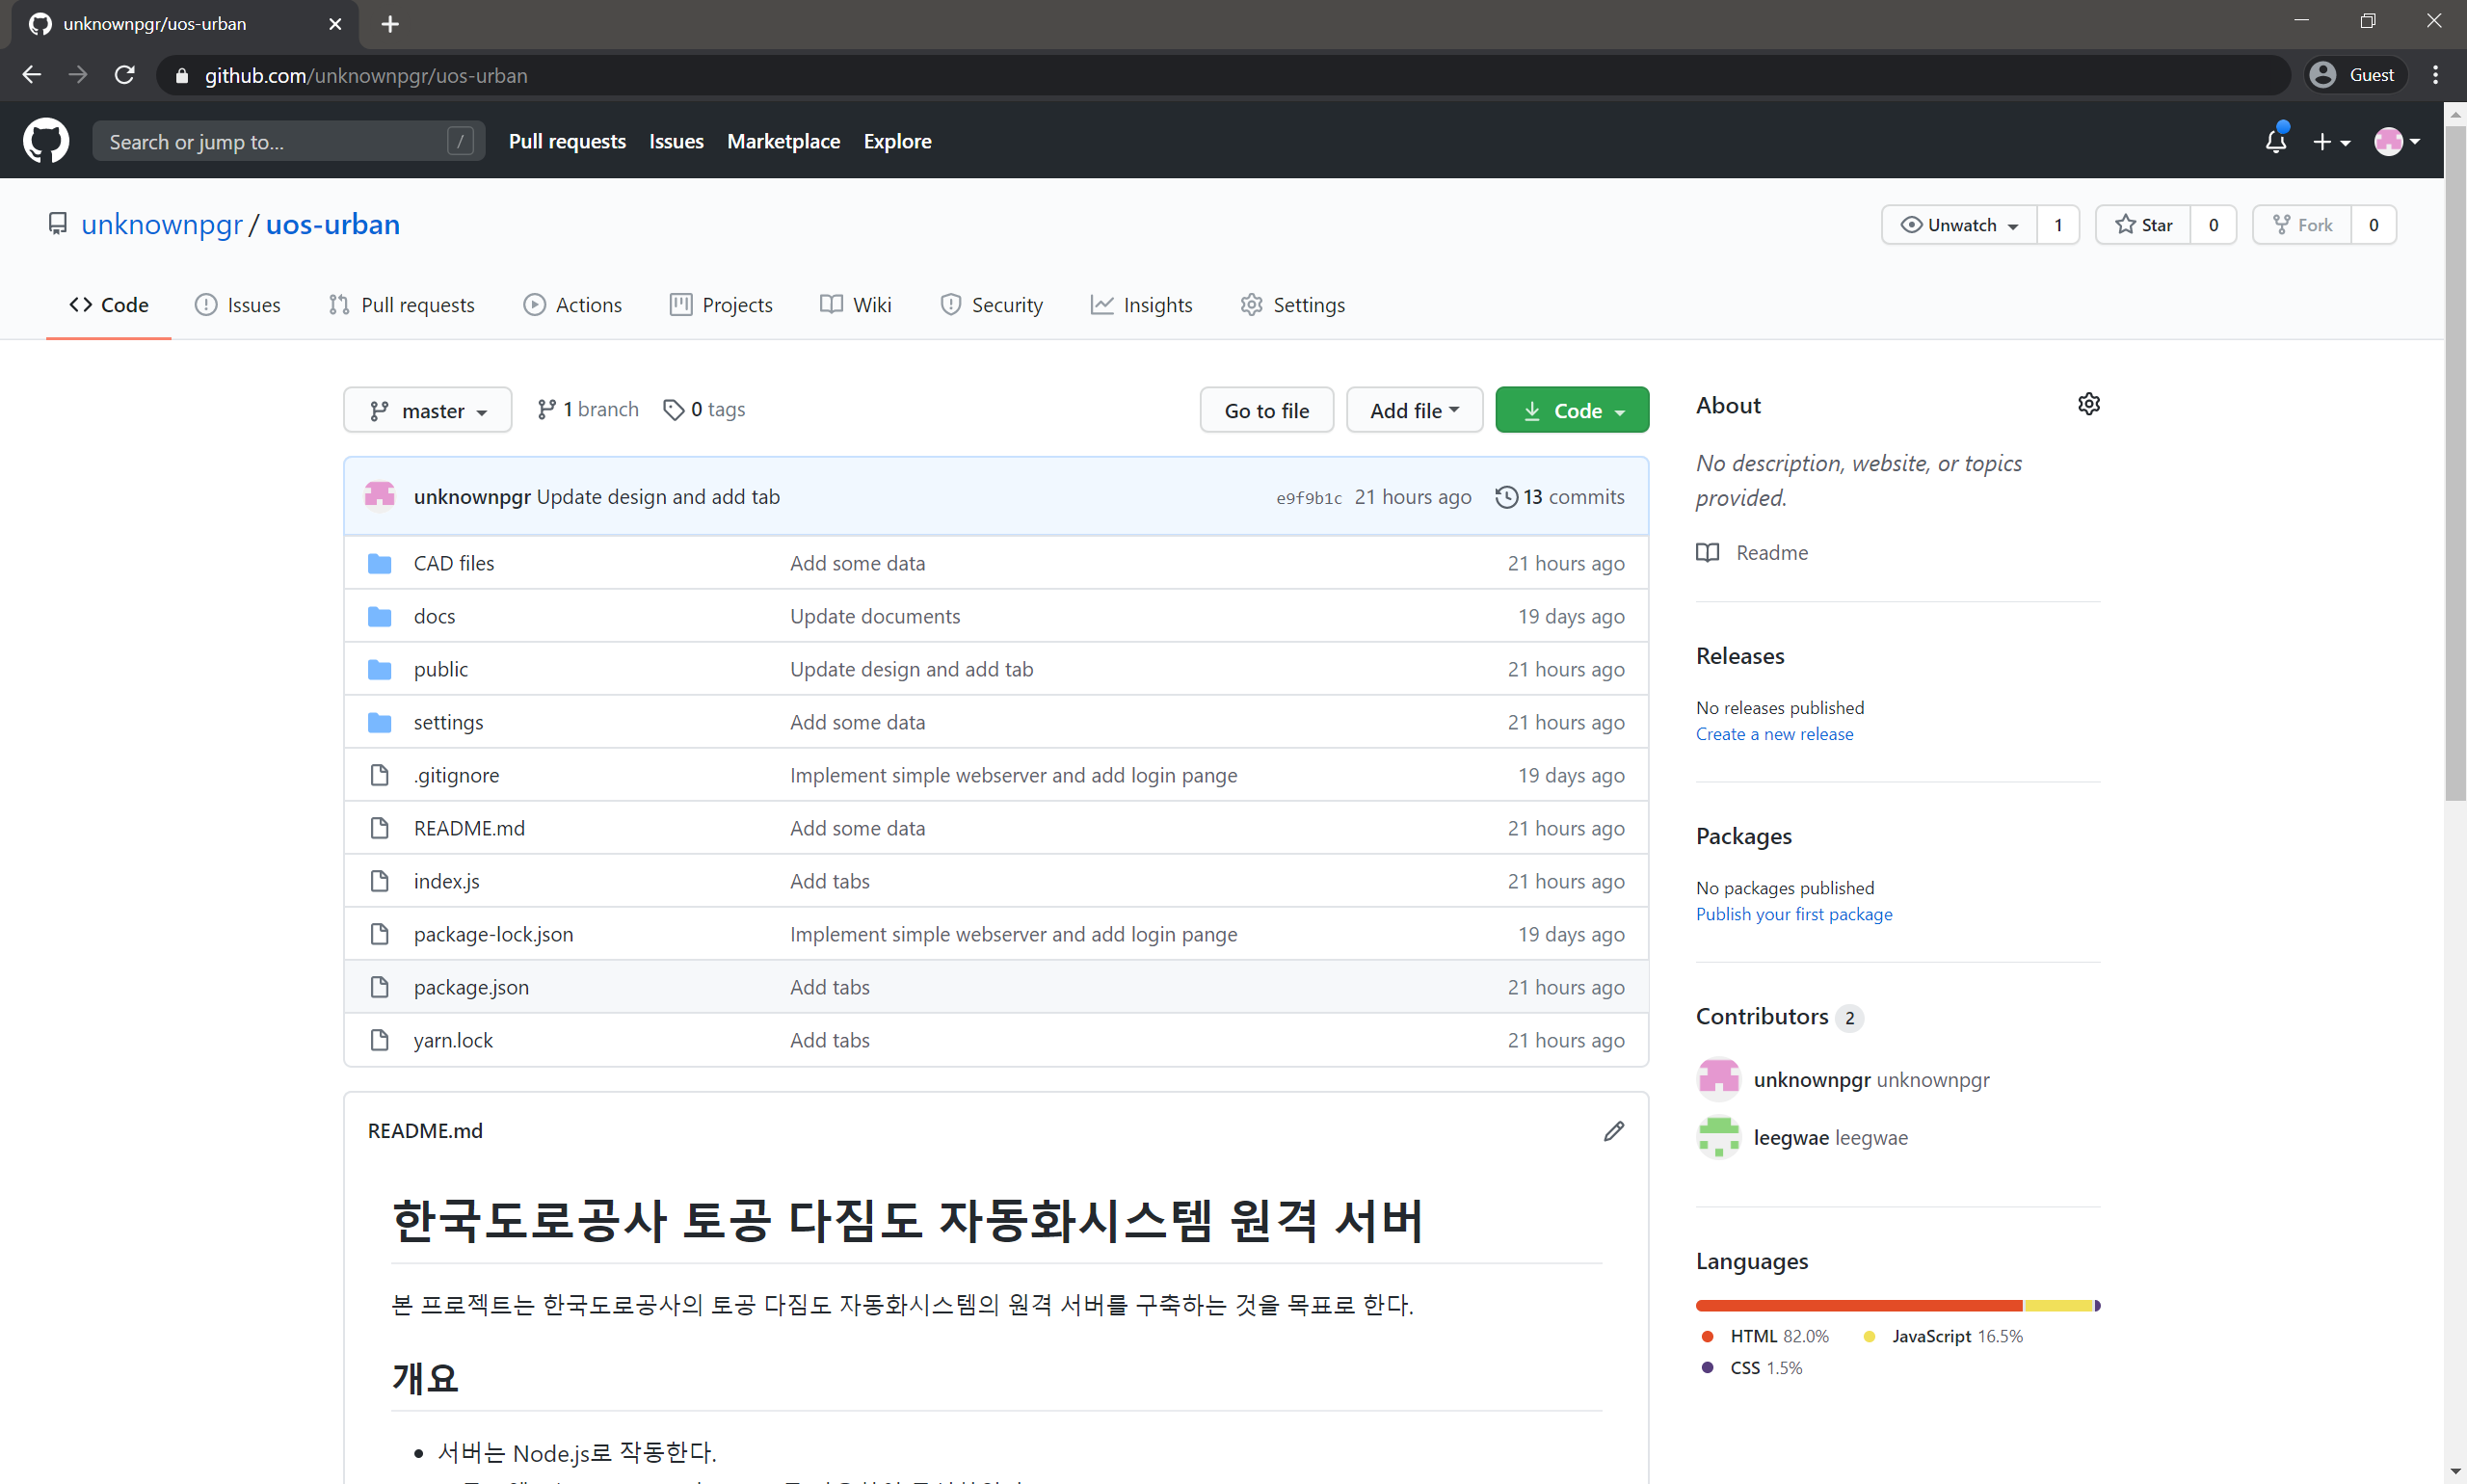 unknownpgr/uos-urban
github.com/unknownpgr/uos-urban
Guest
Search or jump to... /
Pull requests Issues Marketplace Explore
unknownpgr / uos-urban
Unwatch 1 Star 0 Fork 0
Code Issues Pull requests Actions Projects Wiki Security Insights Settings
master 1 branch 0 tags Go to file Add file Code
unknownpgr Update design and add tab e9f9b1c 21 hours ago 13 commits
CAD files Add some data 21 hours ago
docs Update documents 19 days ago
public Update design and add tab 21 hours ago
settings Add some data 21 hours ago
.gitignore Implement simple webserver and add login pange 19 days ago
README.md Add some data 21 hours ago
index.js Add tabs 21 hours ago
package-lock.json Implement simple webserver and add login pange 19 days ago
package.json Add tabs 21 hours ago
yarn.lock Add tabs 21 hours ago
README.md
한국도로공사 토공 다짐도 자동화시스템 원격 서버
본 프로젝트는 한국도로공사의 토공 다짐도 자동화시스템의 원격 서버를 구축하는 것을 목표로 한다.
개요
서버는 Node.js로 작동한다.
About
No description, website, or topics
provided.
Readme
Releases
No releases published
Create a new release
Packages
No packages published
Publish your first package
Contributors 2
unknownpgr unknownpgr
leegwae leegwae
Languages
HTML 82.0% JavaScript 16.5%
CSS 1.5%